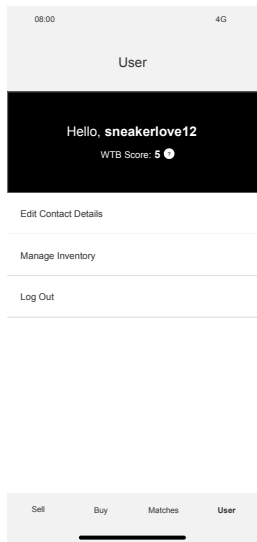 08:00 4G
User
Hello, sneakerlove12
WTB Score: 5 ?
Edit Contact Details
Manage Inventory
Log Out
Sell Buy Matches User